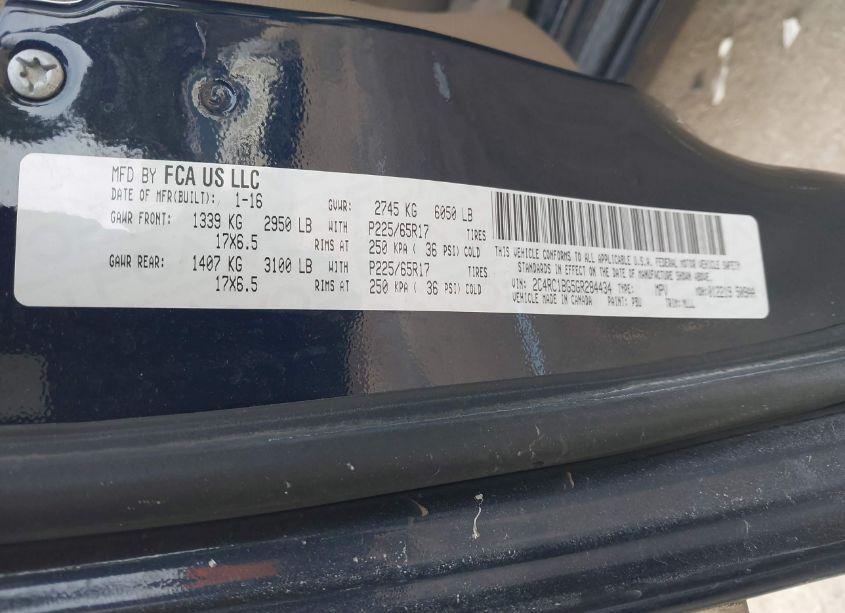 MFD BY FCA US LLC
DATE OF MFR(BUILT): 1-16 GVWR: 2745 KG 6050 LB
GAWR FRONT: 1339 KG 2950 LB WITH P225/65R17 TIRES
17X6.5 RIMS AT 250 KPA ( 36 PSI) COLD
GAWR REAR: 1407 KG 3100 LB WITH P225/65R17 TIRES
17X6.5 RIMS AT 250 KPA ( 36 PSI) COLD
THIS VEHICLE CONFORMS TO ALL APPLICABLE U.S.A. FEDERAL MOTOR VEHICLE SAFETY
STANDARDS IN EFFECT ON THE DATE OF MANUFACTURE SHOWN ABOVE.
VIN: 2C4RC1BG5GR284434 TYPE: MPV MDH:
VEHICLE MADE IN CANADA PAINT: PBU TRIM: